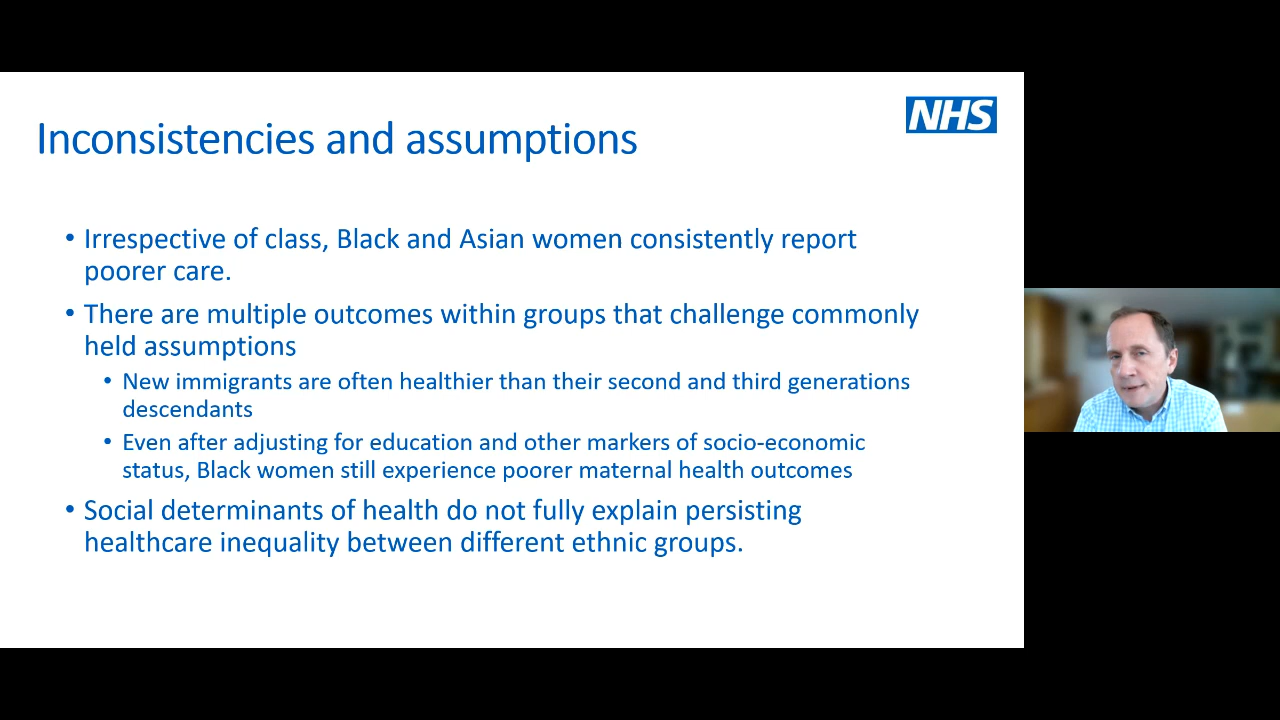 NHS
Inconsistencies and assumptions
• Irrespective of class, Black and Asian women consistently report
poorer care.
• There are multiple outcomes within groups that challenge commonly
held assumptions
• New immigrants are often healthier than their second and third generations
descendants
• Even after adjusting for education and other markers of socio-economic
status, Black women still experience poorer maternal health outcomes
• Social determinants of health do not fully explain persisting
healthcare inequality between different ethnic groups.